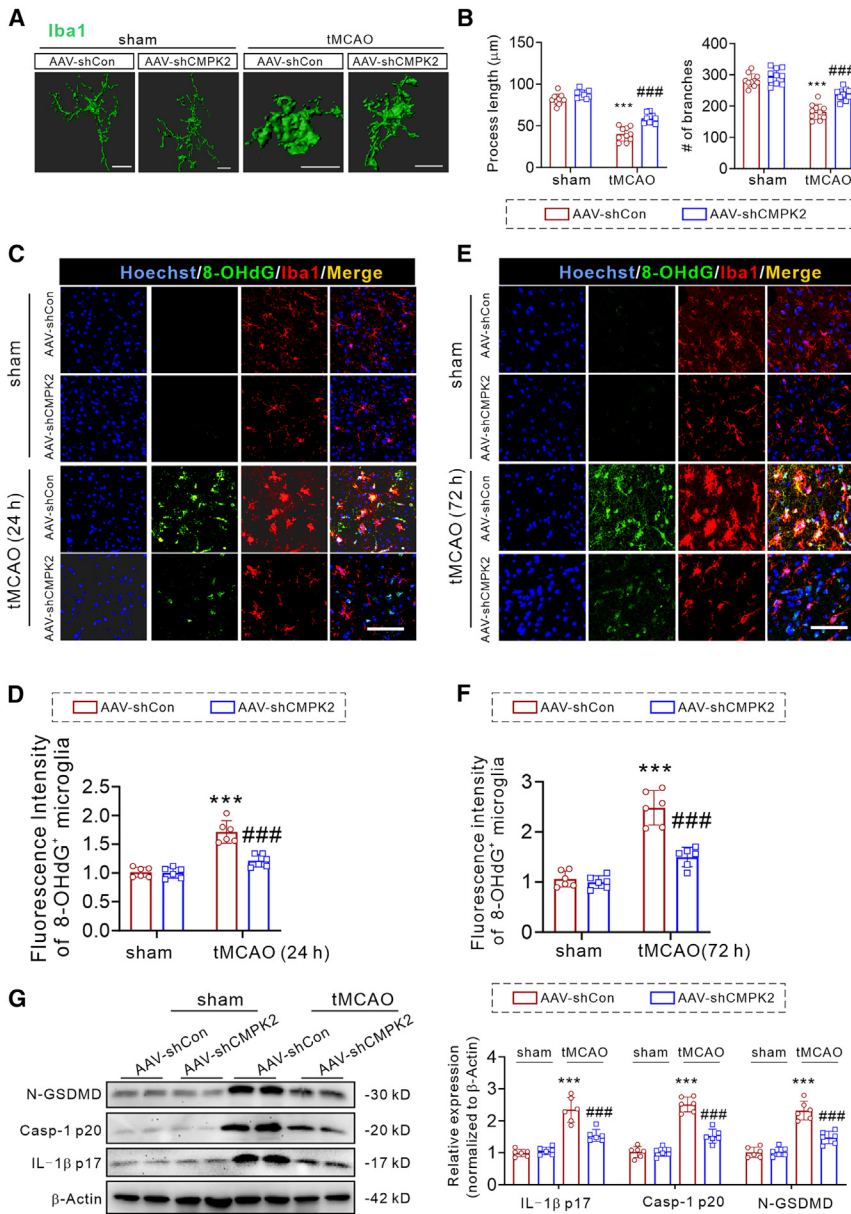 A
Iba1
sham
tMCAO
AAV-shCon
AAV-shCMPK2
AAV-shCon
AAV-shCMPK2
B
Process length (μm)
150
100
50
0
***
###
sham
tMCAO
# of branches
400
300
200
100
0
***
###
sham
tMCAO
AAV-shCon
AAV-shCMPK2
C
Hoechst/8-OHdG/Iba1/Merge
sham
AAV-shCon
AAV-shCMPK2
tMCAO (24 h)
AAV-shCon
AAV-shCMPK2
E
Hoechst/8-OHdG/Iba1/Merge
sham
AAV-shCon
AAV-shCMPK2
tMCAO (72 h)
AAV-shCon
AAV-shCMPK2
D
AAV-shCon
AAV-shCMPK2
Fluorescence Intensity
of 8-OHdG+ microglia
2.5
2.0
1.5
1.0
0.5
0.0
***
###
sham
tMCAO (24 h)
F
AAV-shCon
AAV-shCMPK2
Fluorescence intensity
of 8-OHdG+ microglia
3
2
1
0
***
###
sham
tMCAO(72 h)
G
sham
tMCAO
AAV-shCon
AAV-shCMPK2
AAV-shCon
AAV-shCMPK2
N-GSDMD
-30 kD
Casp-1 p20
-20 kD
IL-1β p17
-17 kD
β-Actin
-42 kD
AAV-shCon
AAV-shCMPK2
Relative expression
(normalized to β-Actin)
4
3
2
1
0
sham
tMCAO
sham
tMCAO
sham
tMCAO
***
###
***
###
***
###
IL-1β p17
Casp-1 p20
N-GSDMD